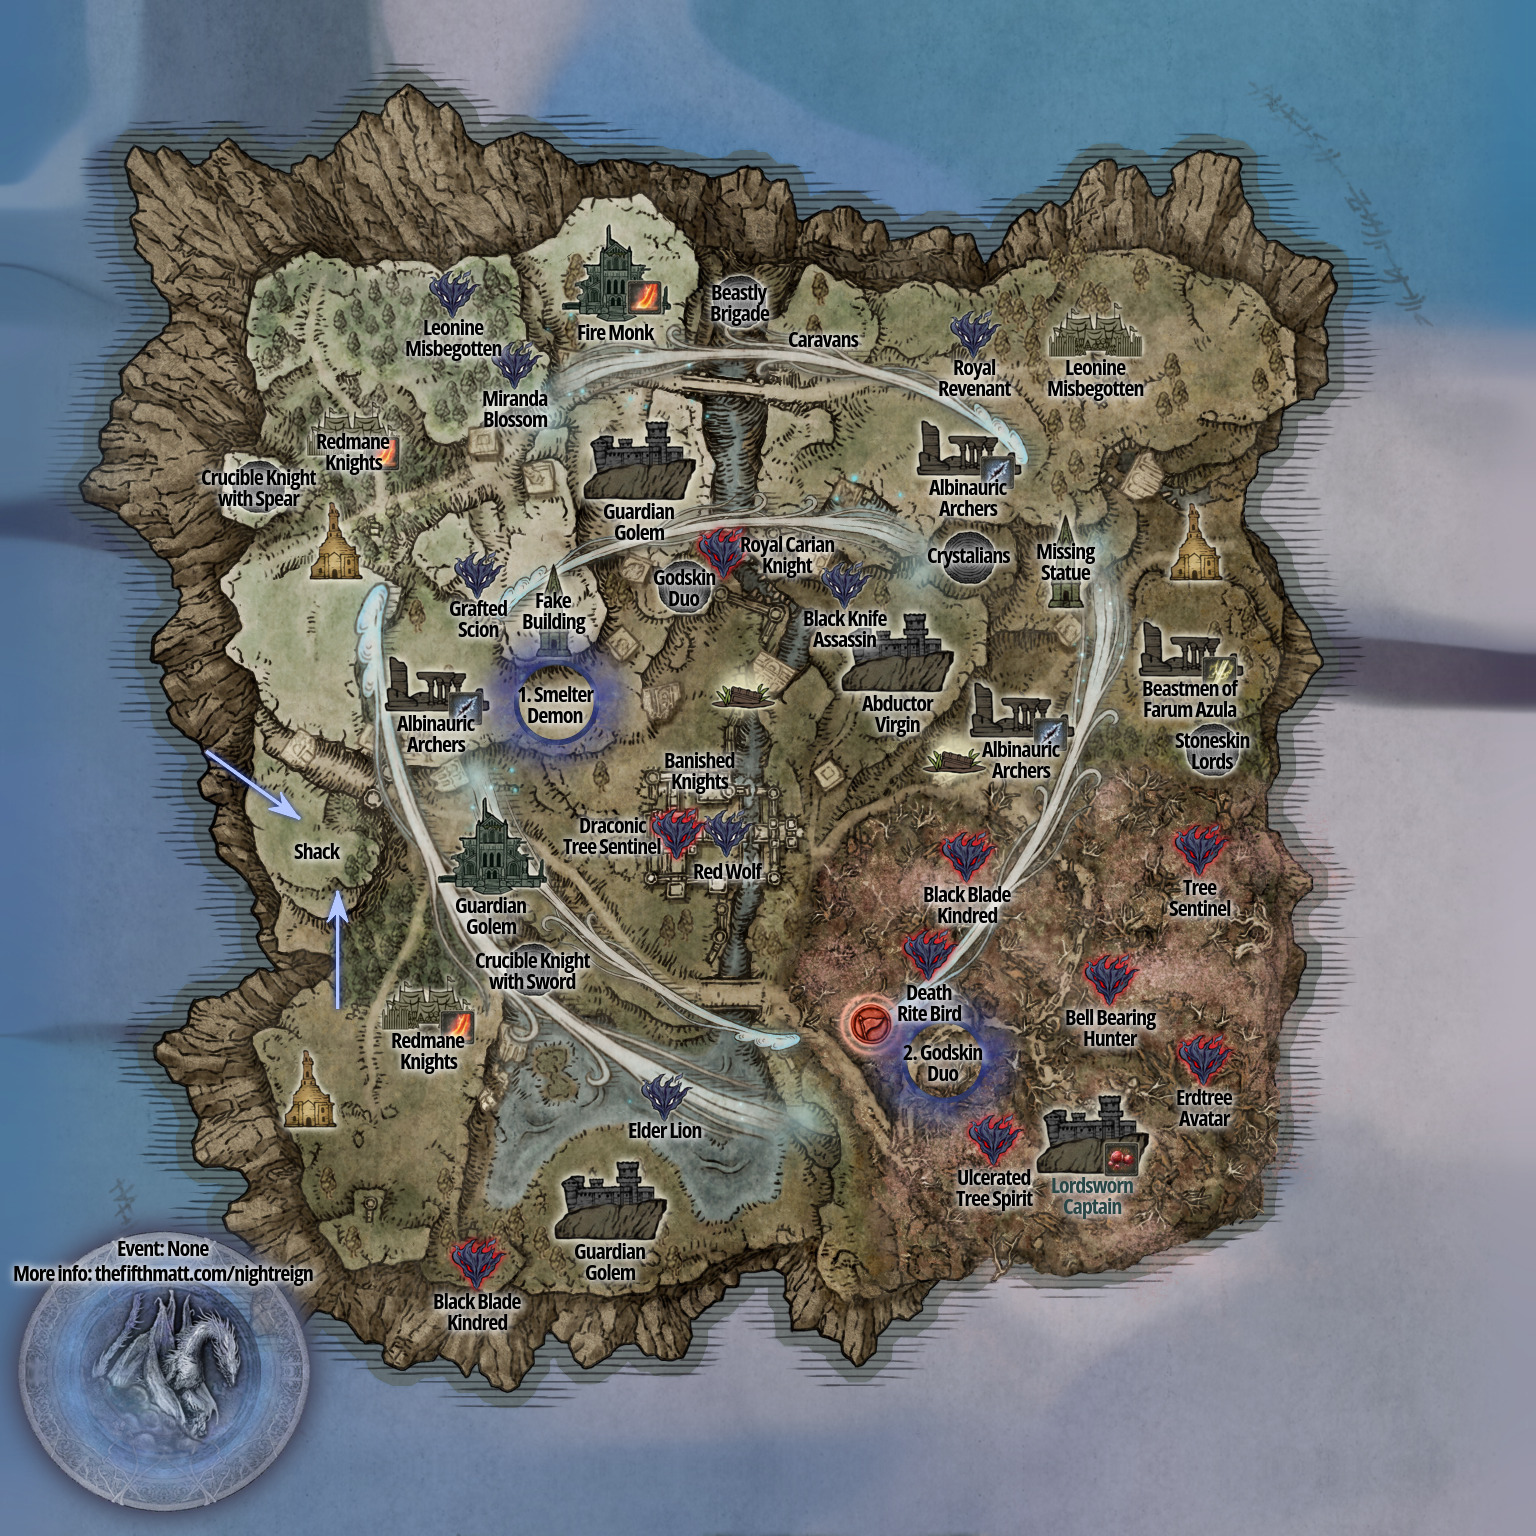 Beastly
Brigade
Leonine
Misbegotten
Fire Monk
Caravans
Royal
Revenant
Leonine
Misbegotten
Miranda
Blossom
Redmane
Knights
Crucible Knight
with Spear
Guardian
Golem
Albinauric
Archers
Royal Carian
Knight
Crystalians
Missing
Statue
Godskin
Duo
Grafted
Scion
Fake
Building
Black Knife
Assassin
1. Smelter
Demon
Abductor
Virgin
Beastmen of
Farum Azula
Albinauric
Archers
Albinauric
Archers
Stoneskin
Lords
Banished
Knights
Draconic
Tree Sentinel
Red Wolf
Shack
Guardian
Golem
Black Blade
Kindred
Tree
Sentinel
Crucible Knight
with Sword
Death
Rite Bird
Bell Bearing
Hunter
Redmane
Knights
2. Godskin
Duo
Erdtree
Avatar
Elder Lion
Ulcerated
Tree Spirit
Lordsworn
Captain
Guardian
Golem
Event: None
More info: thefifthmatt.com/nightreign
Black Blade
Kindred